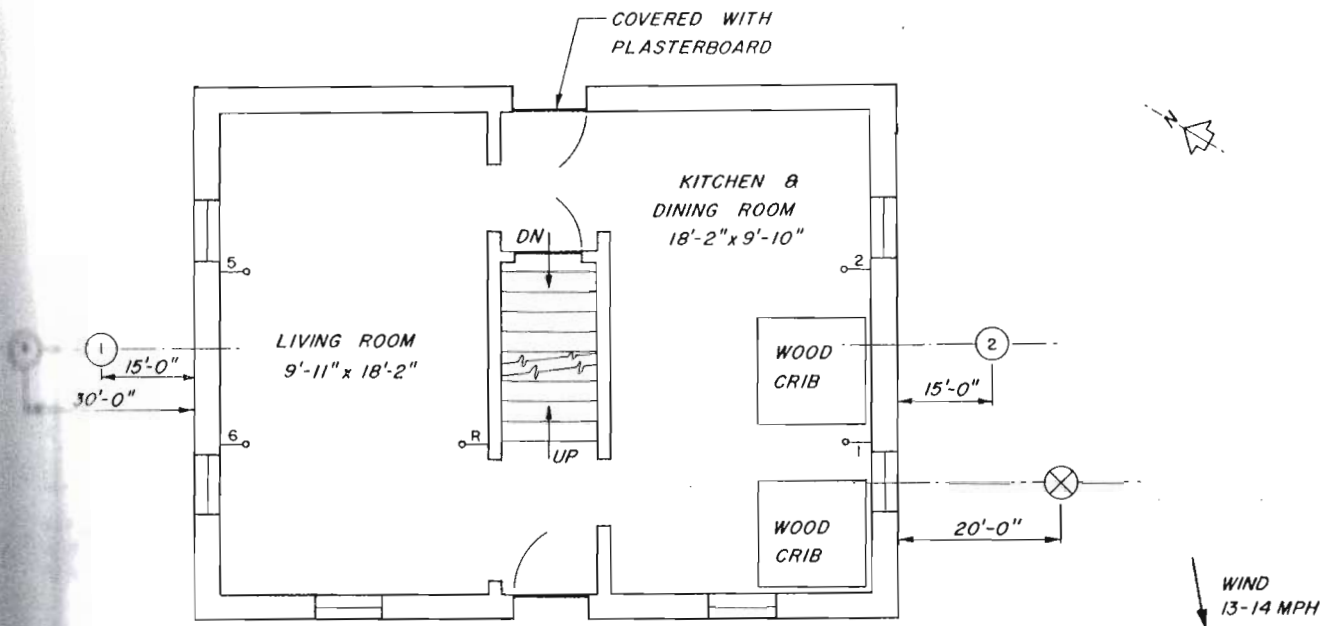 COVERED WITH
PLASTERBOARD
N
KITCHEN &
DINING ROOM
18'-2" x 9'-10"
DN
5
2
LIVING ROOM
9'-11" x 18'-2"
1
15'-0"
30'-0"
WOOD
CRIB
2
15'-0"
6
R
UP
1
WOOD
CRIB
20'-0"
WIND
13-14 MPH